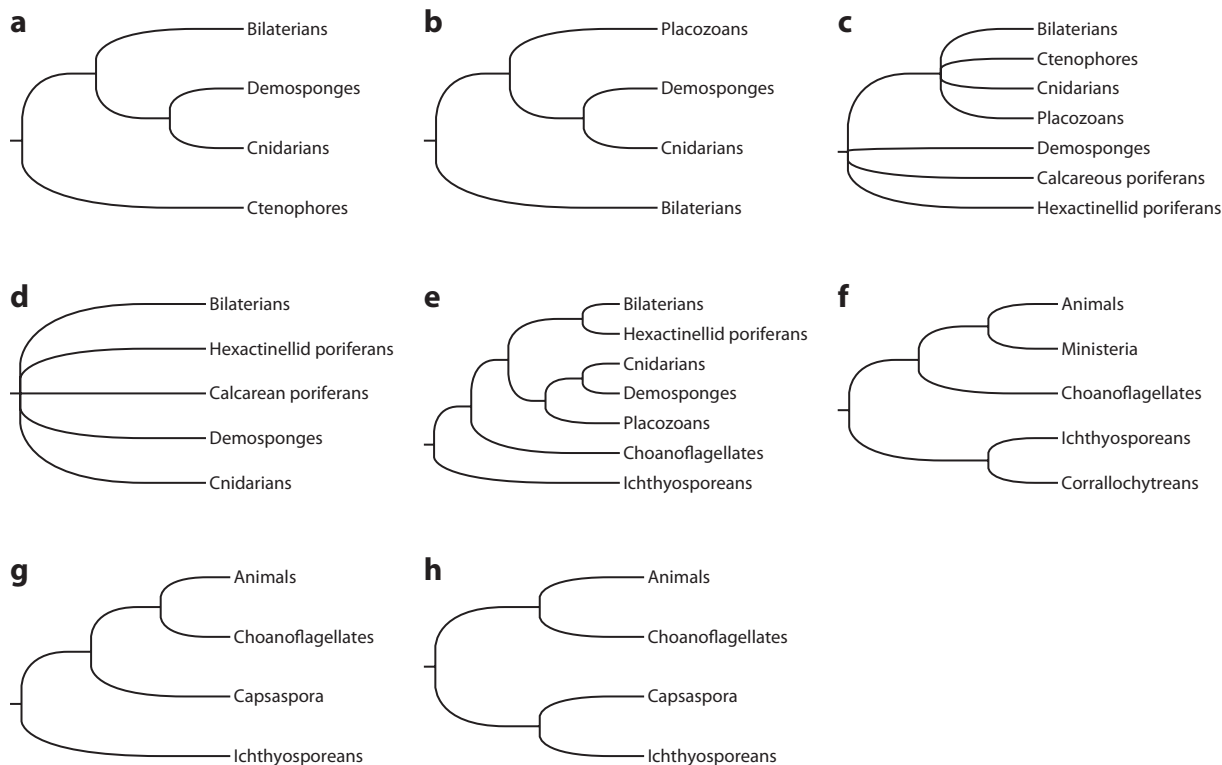 a
Bilaterians
Demosponges
Cnidarians
Ctenophores
b
Placozoans
Demosponges
Cnidarians
Bilaterians
c
Bilaterians
Ctenophores
Cnidarians
Placozoans
Demosponges
Calcareous poriferans
Hexactinellid poriferans
d
Bilaterians
Hexactinellid poriferans
Calcarean poriferans
Demosponges
Cnidarians
e
Bilaterians
Hexactinellid poriferans
Cnidarians
Demosponges
Placozoans
Choanoflagellates
Ichthyosporeans
f
Animals
Ministeria
Choanoflagellates
Ichthyosporeans
Corrallochytreans
g
Animals
Choanoflagellates
Capsaspora
Ichthyosporeans
h
Animals
Choanoflagellates
Capsaspora
Ichthyosporeans